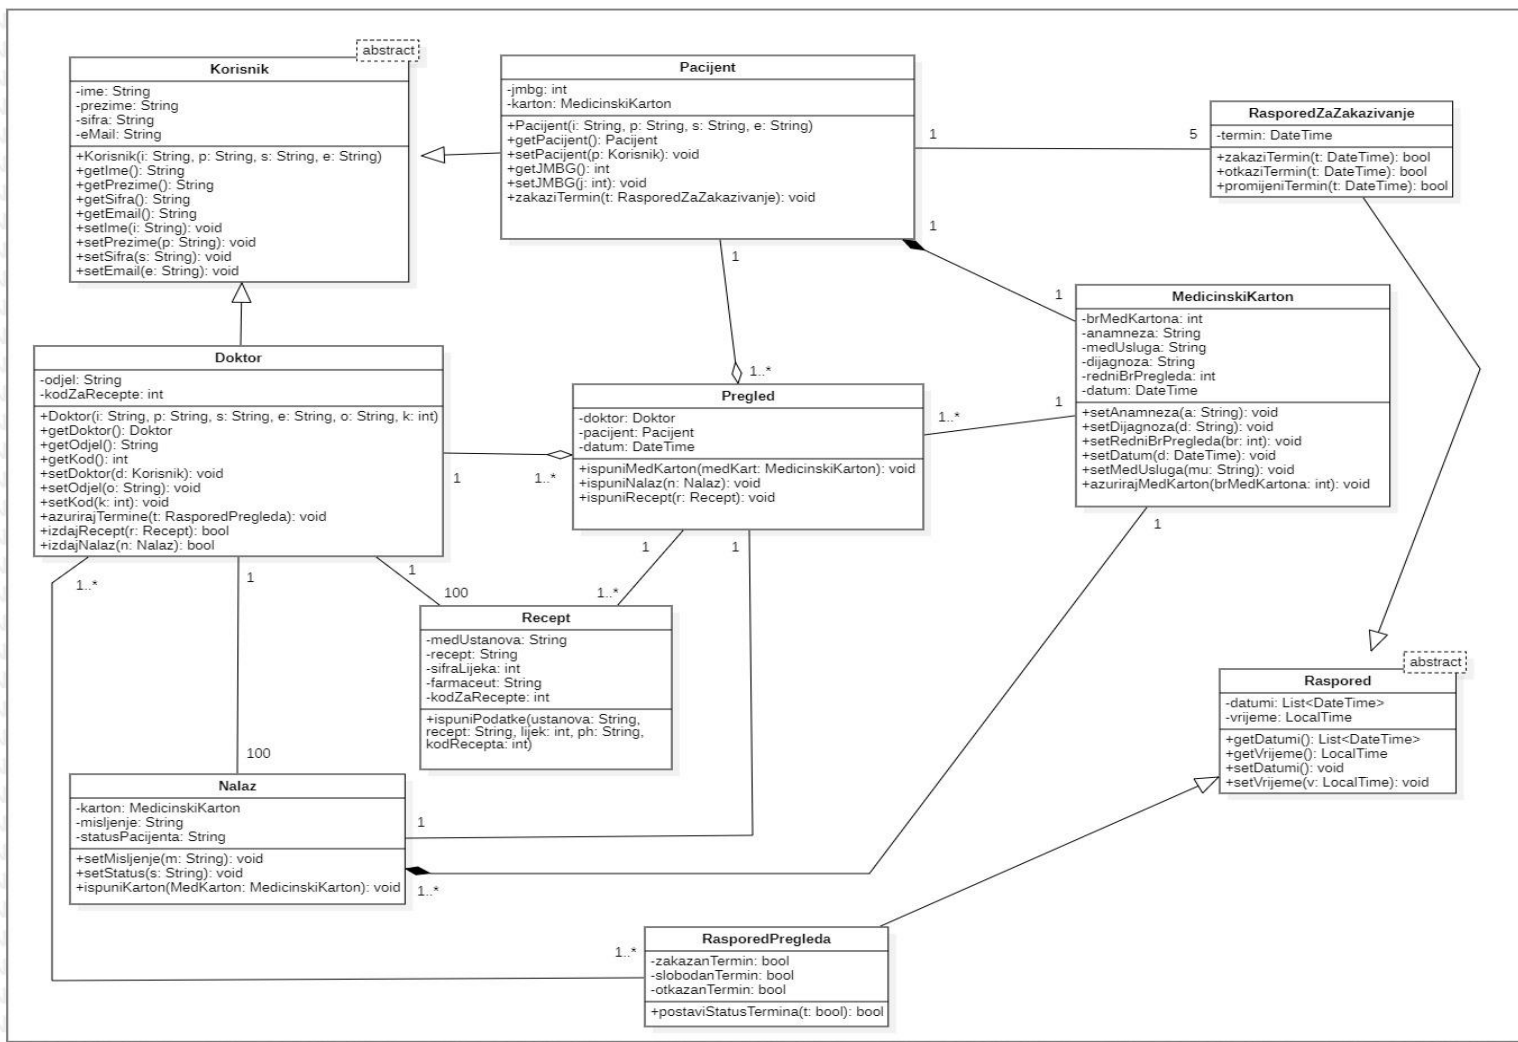 abstract
Korisnik
-ime: String
-prezime: String
-sifra: String
-eMail: String
+Korisnik(i: String, p: String, s: String, e: String)
+getIme(): String
+getPrezime(): String
+getSifra(): String
+getEmail(): String
+setIme(i: String): void
+setPrezime(p: String): void
+setSifra(s: String): void
+setEmail(e: String): void
Pacijent
-jmbg: int
-karton: MedicinskiKarton
+Pacijent(i: String, p: String, s: String, e: String)
+getPacijent(): Pacijent
+setPacijent(p: Korisnik): void
+getJMBG(): int
+setJMBG(j: int): void
+zakaziTermin(t: RasporedZaZakazivanje): void
1
5
RasporedZaZakazivanje
-termin: DateTime
+zakaziTermin(t: DateTime): bool
+otkaziTermin(t: DateTime): bool
+promijeniTermin(t: DateTime): bool
1
1
1
1..*
MedicinskiKarton
-brMedKartona: int
-anamneza: String
-medUsluga: String
-dijagnoza: String
-redniBrPregleda: int
-datum: DateTime
+setAnamneza(a: String): void
+setDijagnoza(d: String): void
+setRedniBrPregleda(br: int): void
+setDatum(d: DateTime): void
+setMedUsluga(mu: String): void
+azurirajMedKarton(brMedKartona: int): void
Doktor
-odjel: String
-kodZaRecepte: int
+Doktor(i: String, p: String, s: String, e: String, o: String, k: int)
+getDoktor(): Doktor
+getOdjel(): String
+getKod(): int
+setDoktor(d: Korisnik): void
+setOdjel(o: String): void
+setKod(k: int): void
+azurirajTermine(t: RasporedPregleda): void
+izdajRecept(r: Recept): bool
+izdajNalaz(n: Nalaz): bool
1
1..*
Pregled
-doktor: Doktor
-pacijent: Pacijent
-datum: DateTime
+ispuniMedKarton(medKart: MedicinskiKarton): void
+ispuniNalaz(n: Nalaz): void
+ispuniRecept(r: Recept): void
1..*
1
1
1
1
1..*
1
1
100
1..*
Recept
-medUstanova: String
-recept: String
-sifraLijeka: int
-farmaceut: String
-kodZaRecepte: int
+ispuniPodatke(ustanova: String,
recept: String, lijek: int, ph: String,
kodRecepta: int)
abstract
Raspored
-datumi: List<DateTime>
-vrijeme: LocalTime
+getDatumi(): List<DateTime>
+getVrijeme(): LocalTime
+setDatumi(): void
+setVrijeme(v: LocalTime): void
100
Nalaz
-karton: MedicinskiKarton
-misljenje: String
-statusPacijenta: String
+setMisljenje(m: String): void
+setStatus(s: String): void
+ispuniKarton(MedKarton: MedicinskiKarton): void
1
1..*
1..*
RasporedPregleda
-zakazanTermin: bool
-slobodanTermin: bool
-otkazanTermin: bool
+postaviStatusTermina(t: bool): bool